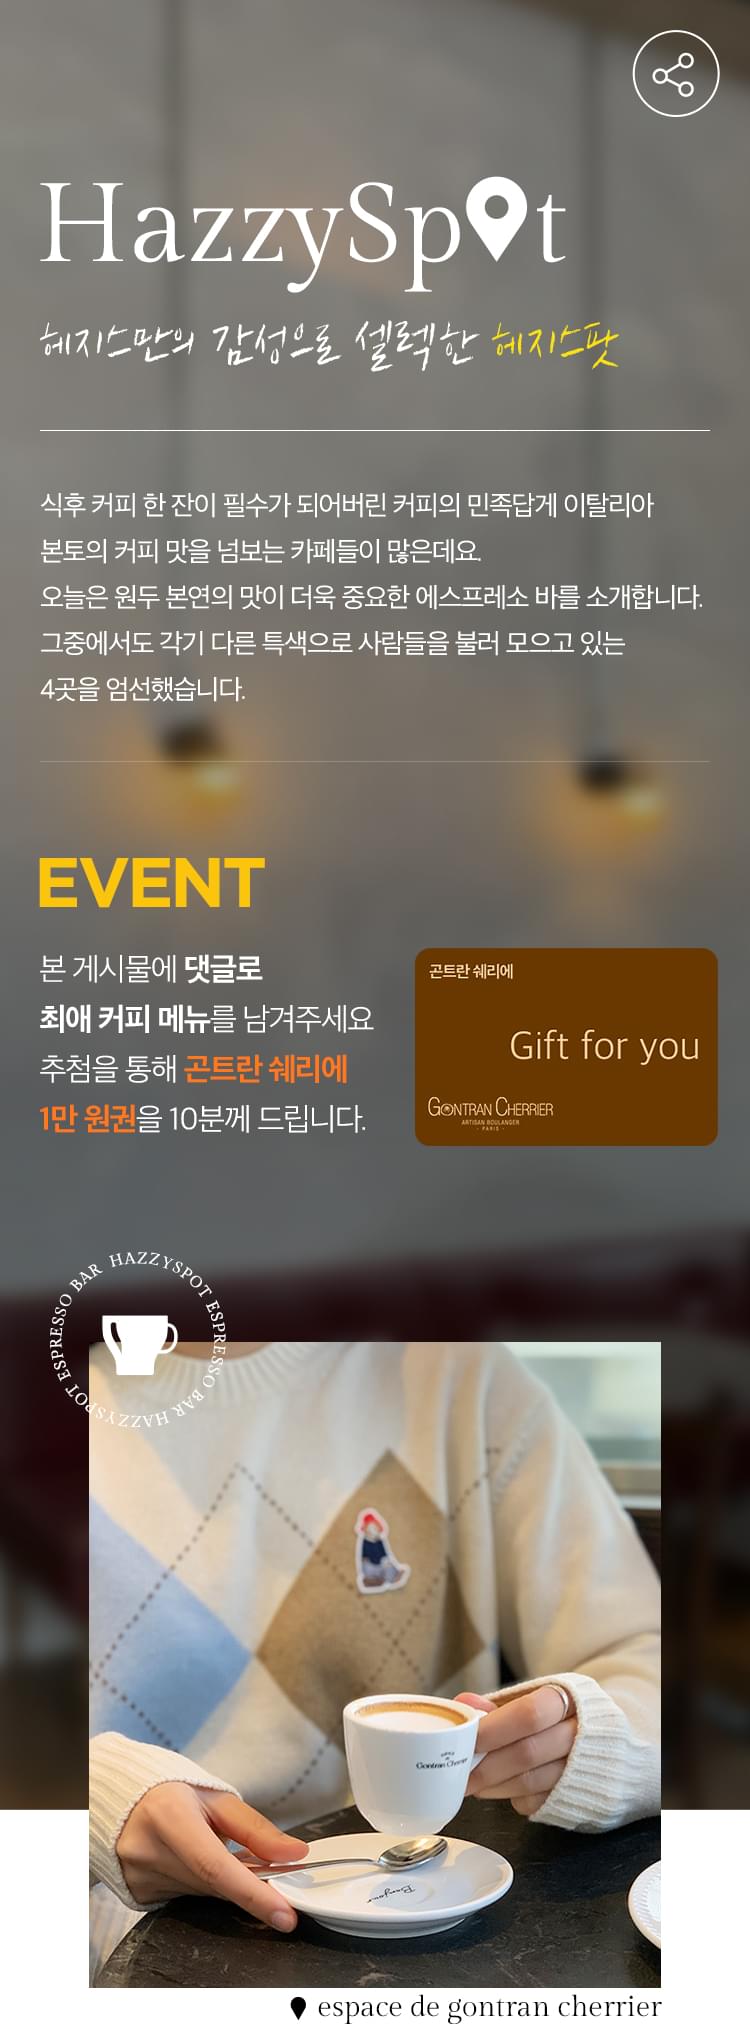 HazzySpot
헤지스만의 감성으로 셀렉한 헤지스팟
식후 커피 한 잔이 필수가 되어버린 커피의 민족답게 이탈리아
본토의 커피 맛을 넘보는 카페들이 많은데요.
오늘은 원두 본연의 맛이 더욱 중요한 에스프레소 바를 소개합니다.
그중에서도 각기 다른 특색으로 사람들을 불러 모으고 있는
4곳을 엄선했습니다.
EVENT
본 게시물에 댓글로
최애 커피 메뉴를 남겨주세요
추첨을 통해 곤트란 쉐리에
1만 원권을 10분께 드립니다.
곤트란 쉐리에
Gift for you
GONTRAN CHERRIER
ARTISAN BOULANGER
- PARIS -
HAZZYSPOT ESPRESSO BAR HAZZYSPOT ESPRESSO BAR
Gontran Cherrier
Bonjour
espace de gontran cherrier